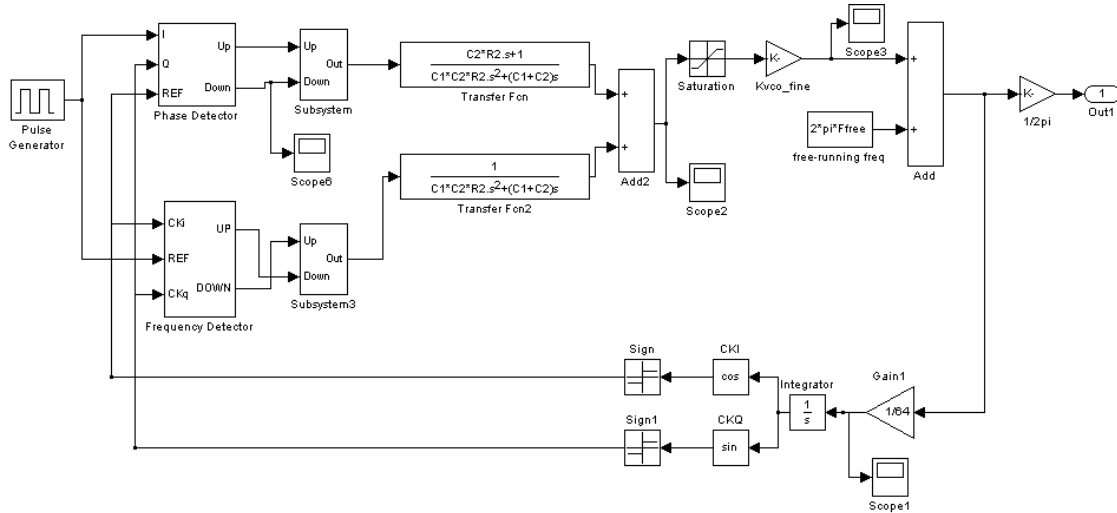 I
Q
REF
Up
Down
Phase Detector
Pulse
Generator
Up
Down
Out
Subsystem
Scope6
C2*R2.s+1
C1*C2*R2.s2+(C1+C2)s
Transfer Fcn
1
C1*C2*R2.s2+(C1+C2)s
Transfer Fcn2
Add2
Saturation
K-
Kvco_fine
Scope3
2*pi*Ffree
free-running freq
Add
K-
1/2pi
1
Out1
Scope2
CKi
REF
CKq
UP
DOWN
Frequency Detector
Up
Down
Out
Subsystem3
Sign
CKI
cos
Integrator
1
s
Gain1
1/64
Sign1
CKQ
sin
Scope1